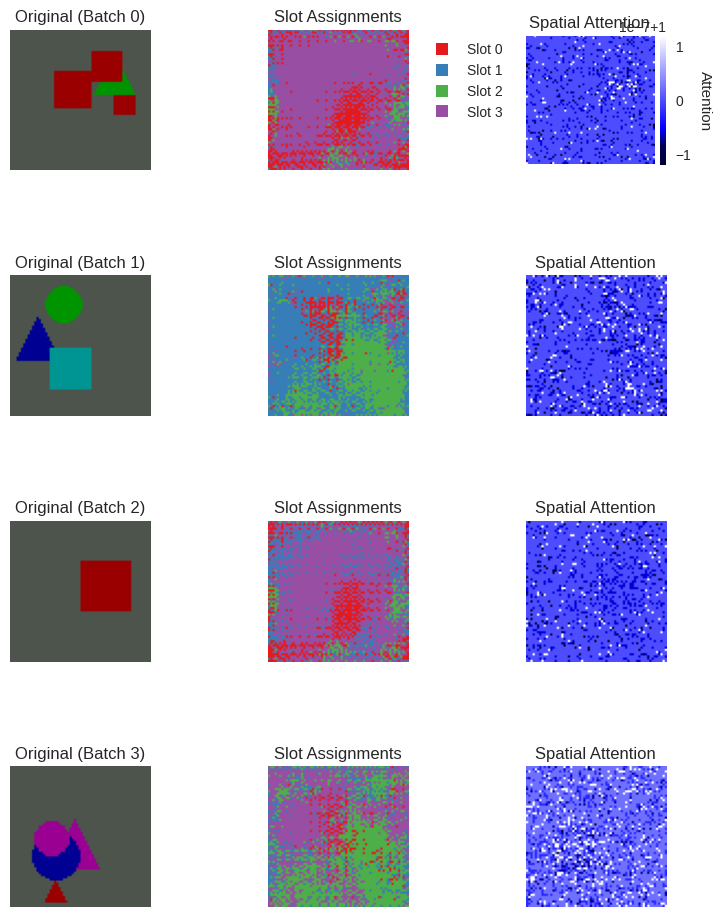 Original (Batch 0)
Slot Assignments
Slot 0
Slot 1
Slot 2
Slot 3
Spatial Attention
1e−7+1
1
0
−1
Attention
Original (Batch 1)
Slot Assignments
Spatial Attention
Original (Batch 2)
Slot Assignments
Spatial Attention
Original (Batch 3)
Slot Assignments
Spatial Attention